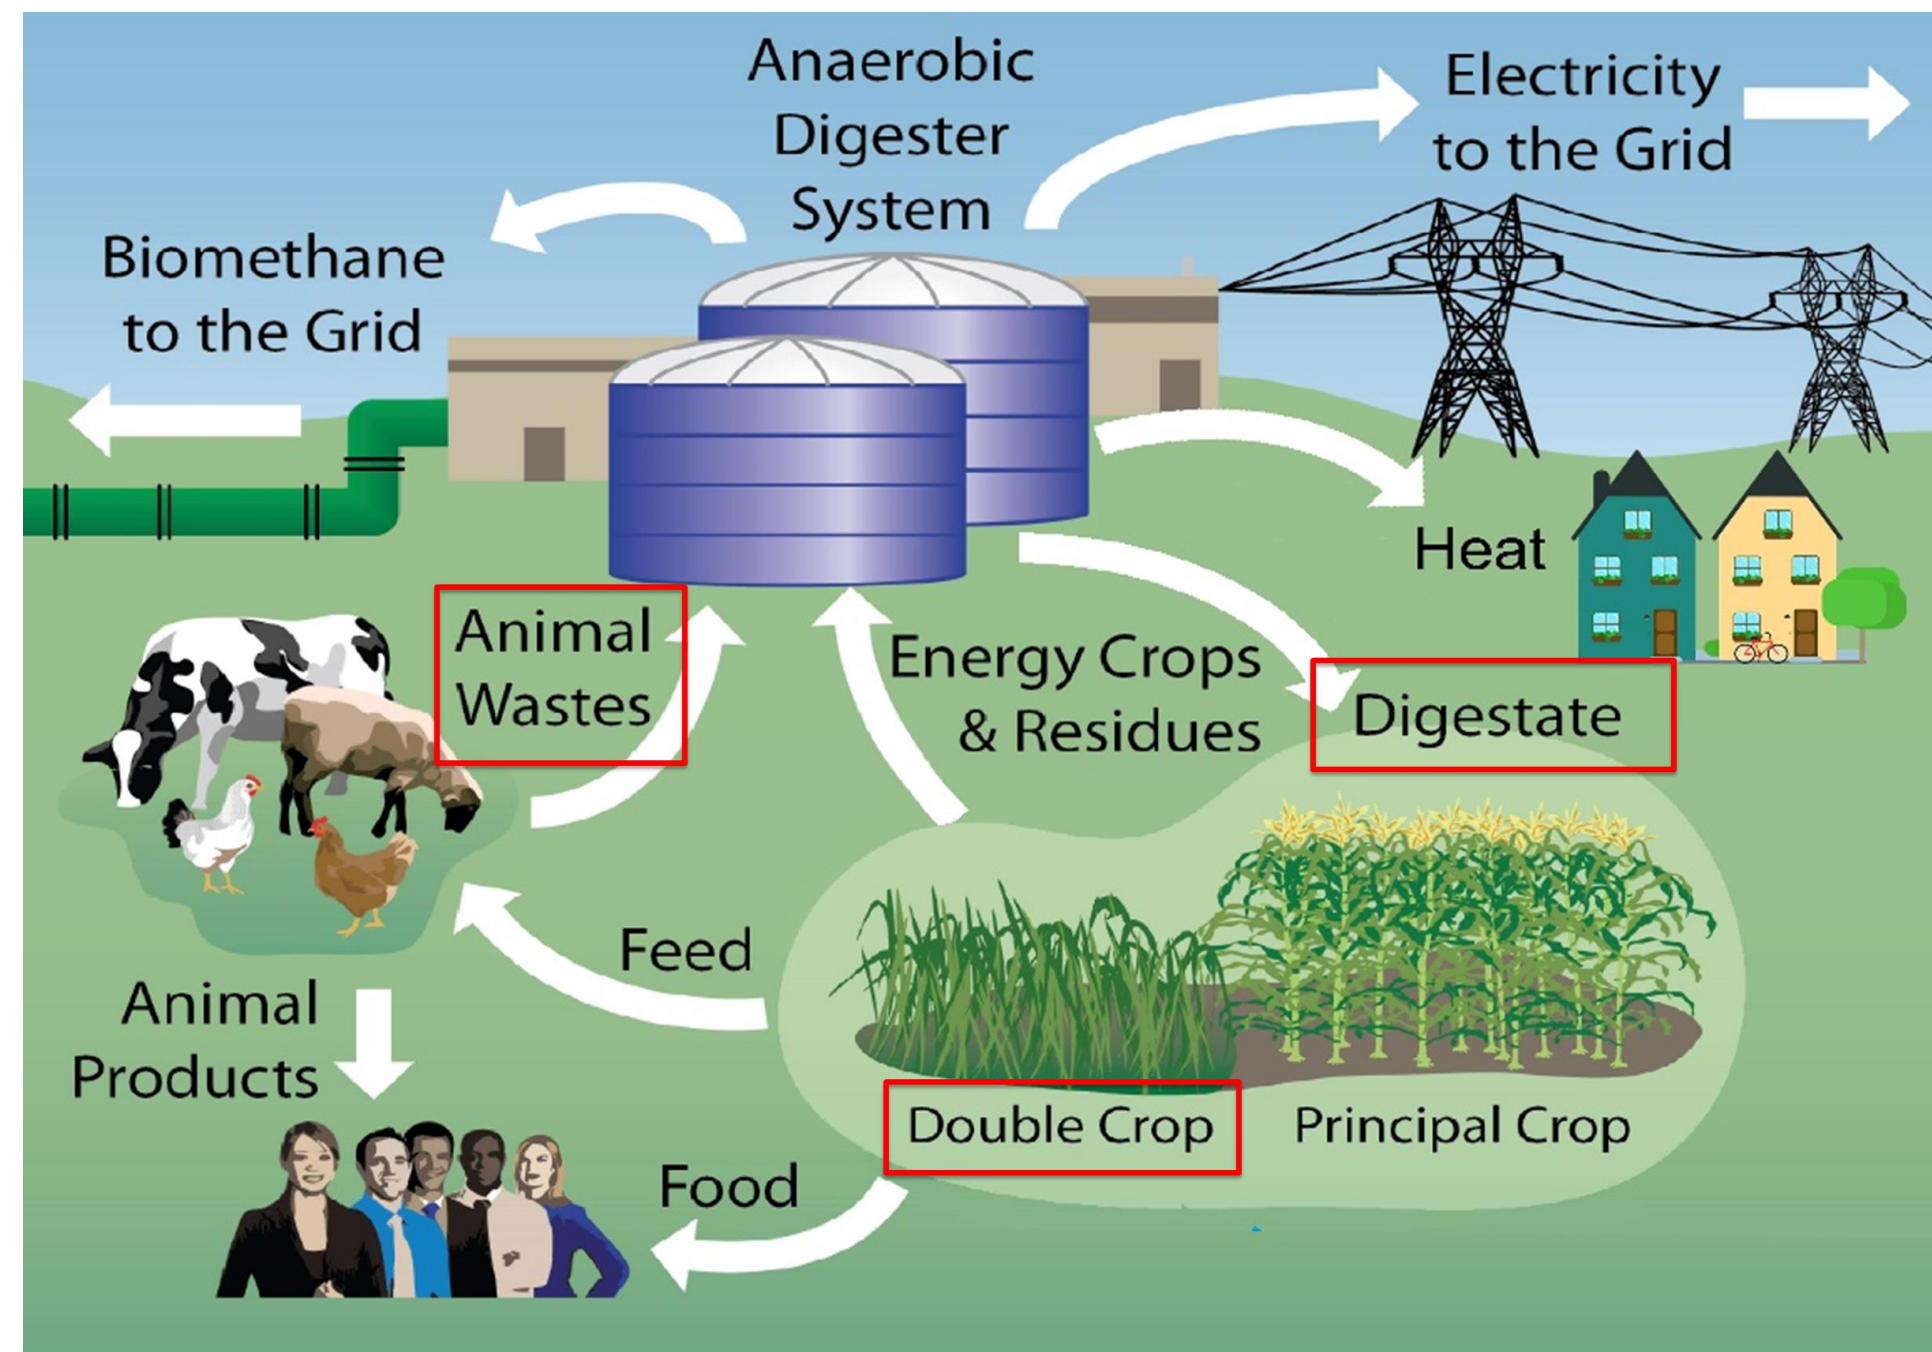 Anaerobic
Digester
System
Electricity
to the Grid
Biomethane
to the Grid
Heat
Animal
Wastes
Energy Crops
& Residues
Digestate
Feed
Animal
Products
Double Crop
Principal Crop
Food